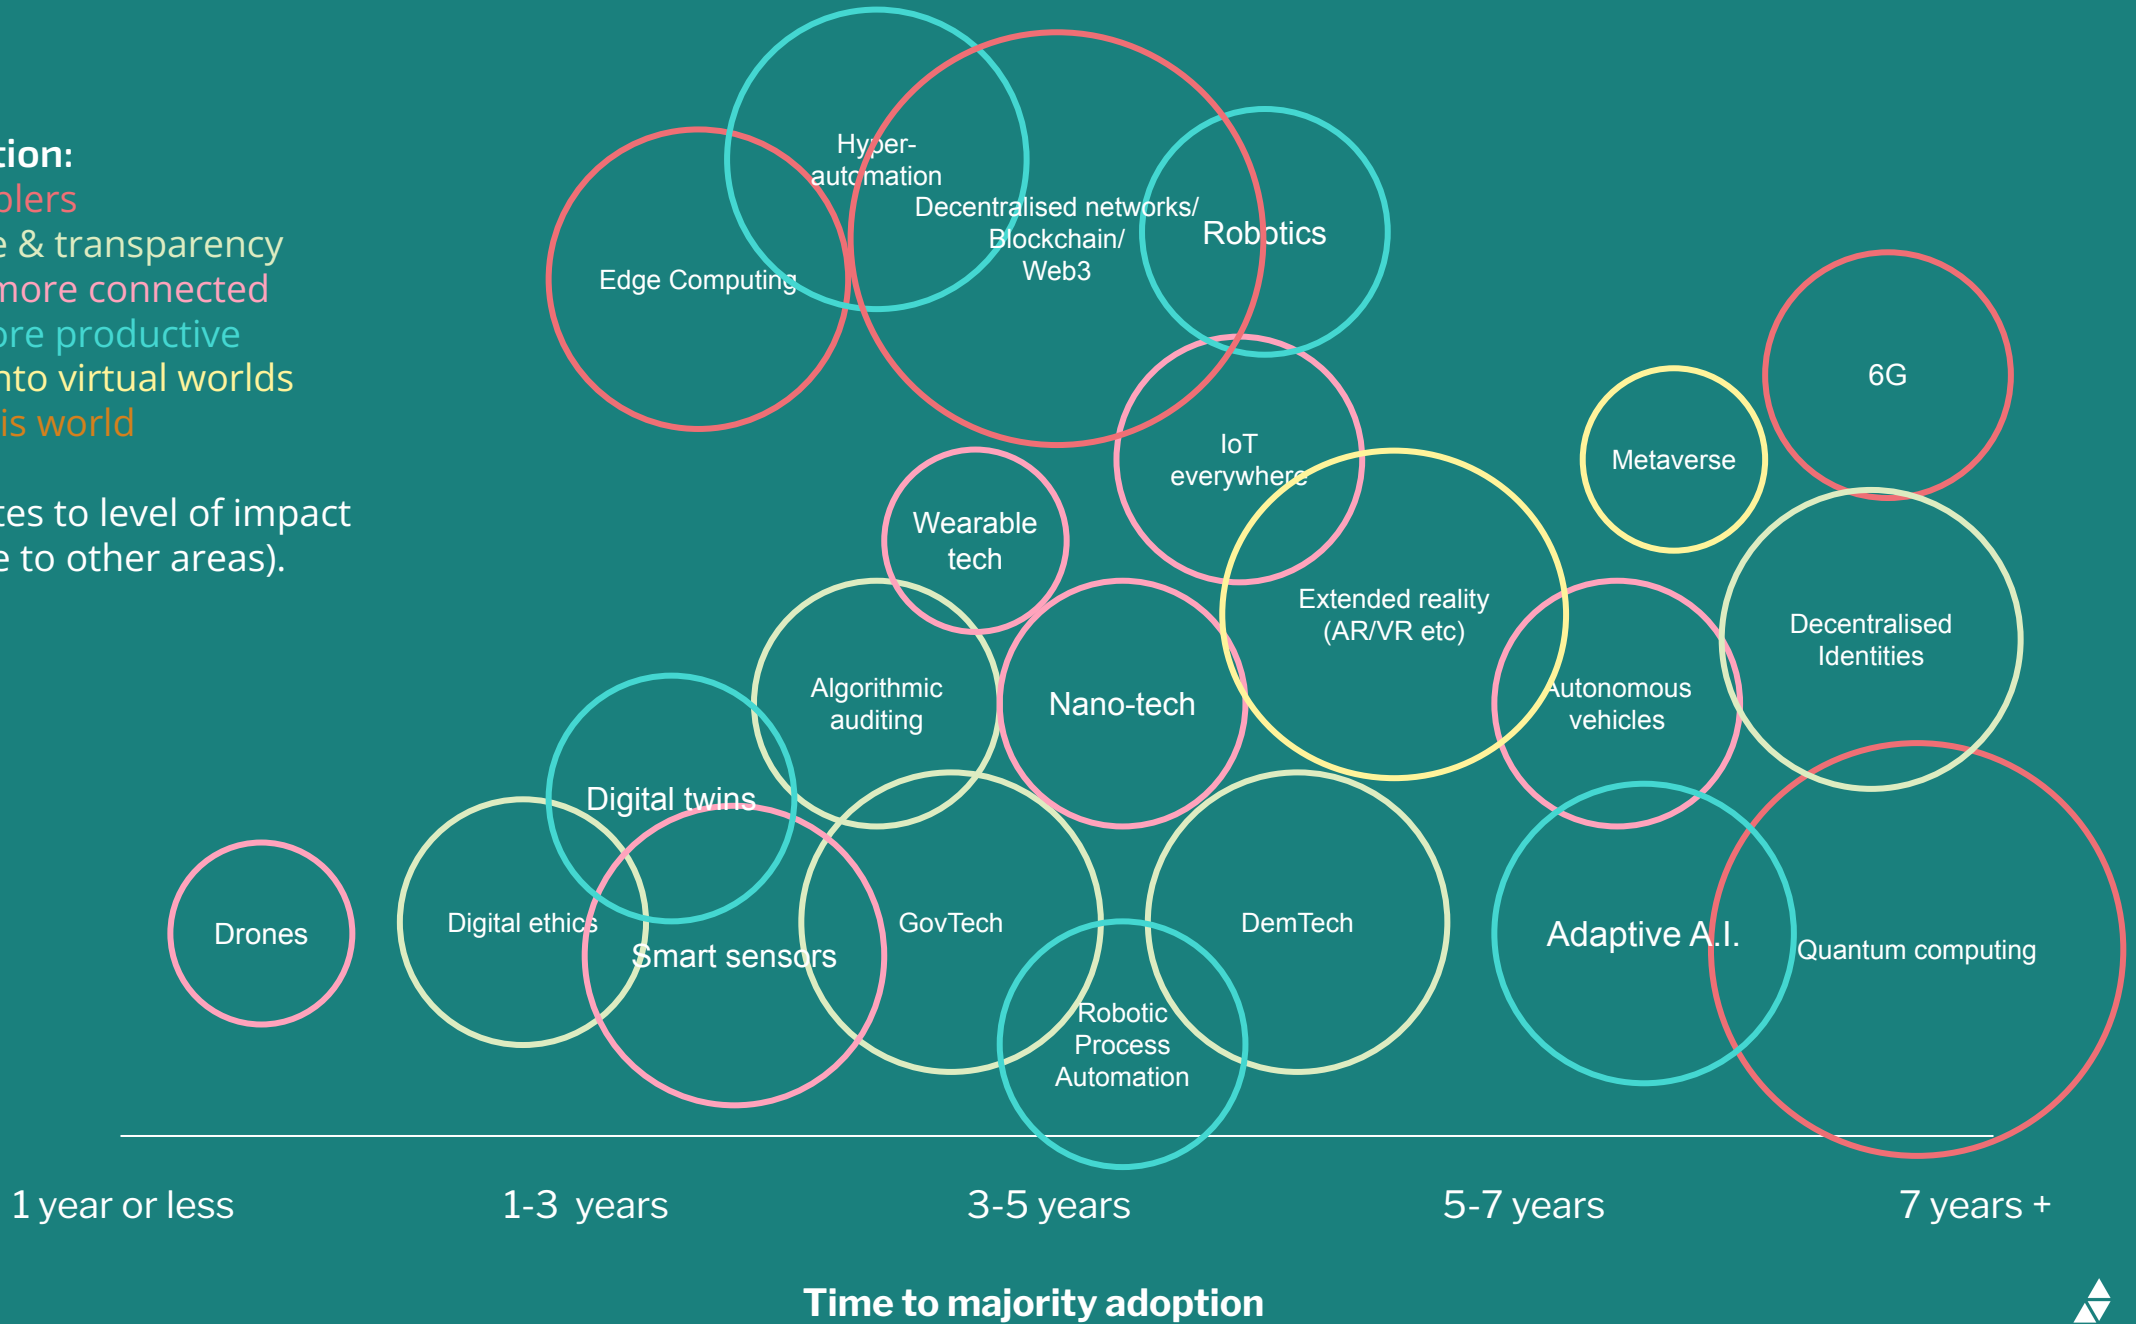 tion:
blers
e & transparency
more connected
ore productive
nto virtual worlds
is world
tes to level of impact
e to other areas).
Hyper-
automation
Decentralised networks/
Blockchain/
Web3
Robotics
Edge Computing
6G
IoT
everywhere
Metaverse
Wearable
tech
Extended reality
(AR/VR etc)
Decentralised
Identities
Algorithmic
auditing
Nano-tech
Autonomous
vehicles
Digital twins
Drones
Digital ethics
Smart sensors
GovTech
DemTech
Adaptive A.I.
Quantum computing
Robotic
Process
Automation
1 year or less
1-3 years
3-5 years
5-7 years
7 years +
Time to majority adoption